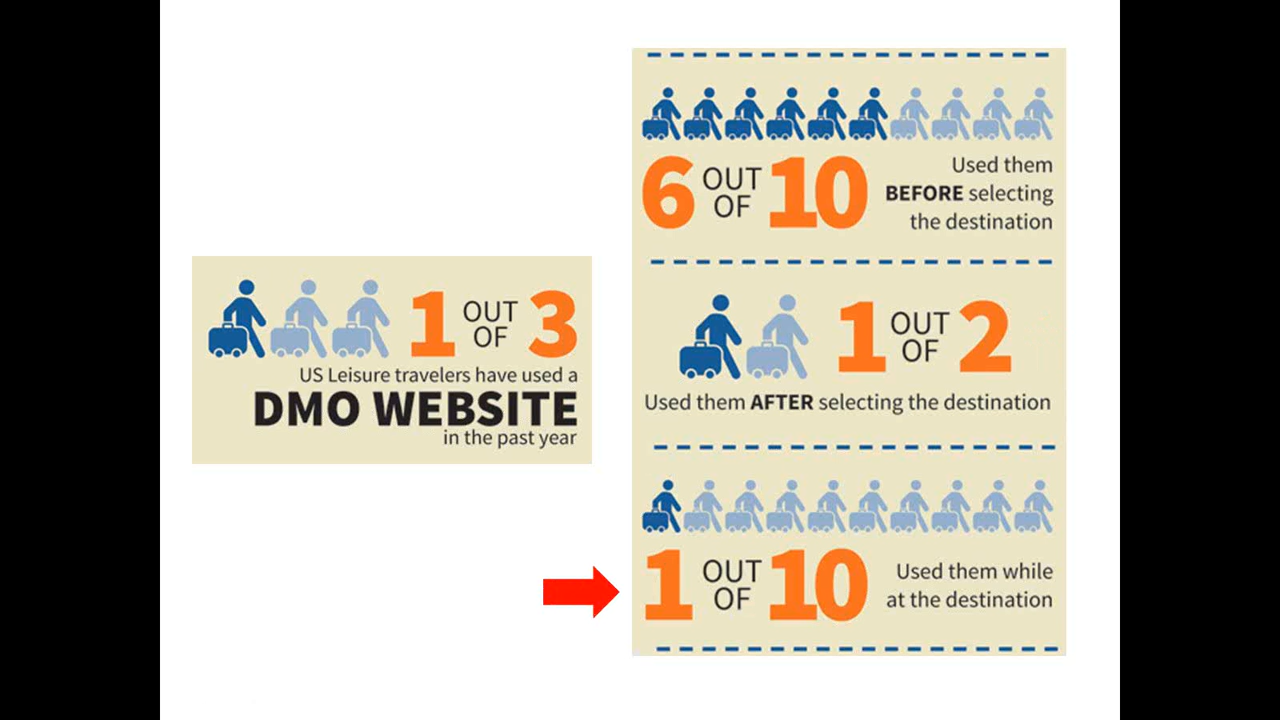 1 OUT OF 3
US Leisure travelers have used a
DMO WEBSITE
in the past year
6 OUT OF 10
Used them
BEFORE selecting
the destination
1 OUT OF 2
Used them AFTER selecting the destination
1 OUT OF 10
Used them while
at the destination